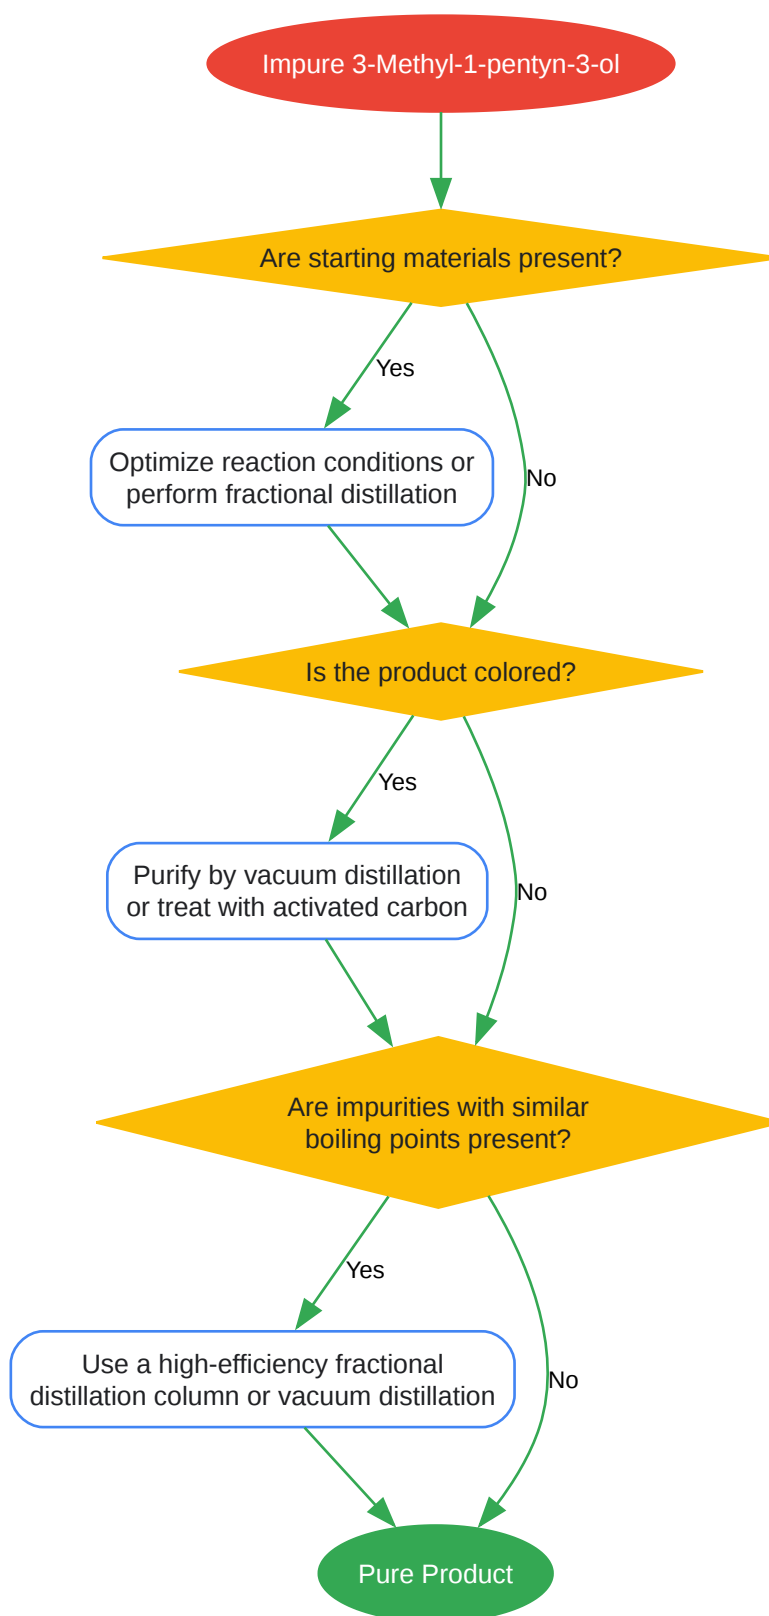 Impure 3-Methyl-1-pentyn-3-ol
Are starting materials present?
Yes
Optimize reaction conditions or
perform fractional distillation
No
Is the product colored?
Yes
Purify by vacuum distillation
or treat with activated carbon
No
Are impurities with similar
boiling points present?
Yes
Use a high-efficiency fractional
distillation column or vacuum distillation
No
Pure Product